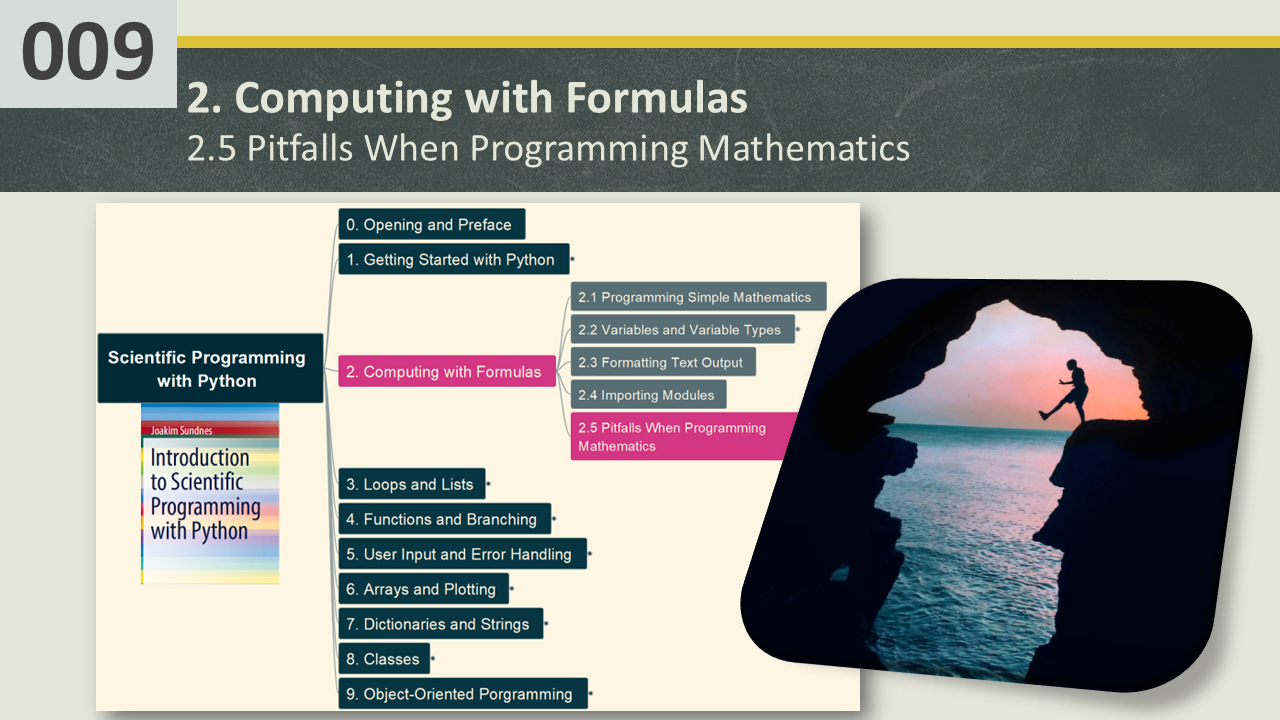 009
2. Computing with Formulas
2.5 Pitfalls When Programming Mathematics
0. Opening and Preface
1. Getting Started with Python
2.1 Programming Simple Mathematics
2.2 Variables and Variable Types
2.3 Formatting Text Output
2.4 Importing Modules
2.5 Pitfalls When Programming
Mathematics
Scientific Programming
with Python
2. Computing with Formulas
Joakim Sundnes
Introduction
to Scientific
Programming
with Python
3. Loops and Lists
4. Functions and Branching
5. User Input and Error Handling
6. Arrays and Plotting
7. Dictionaries and Strings
8. Classes
9. Object-Oriented Porgramming